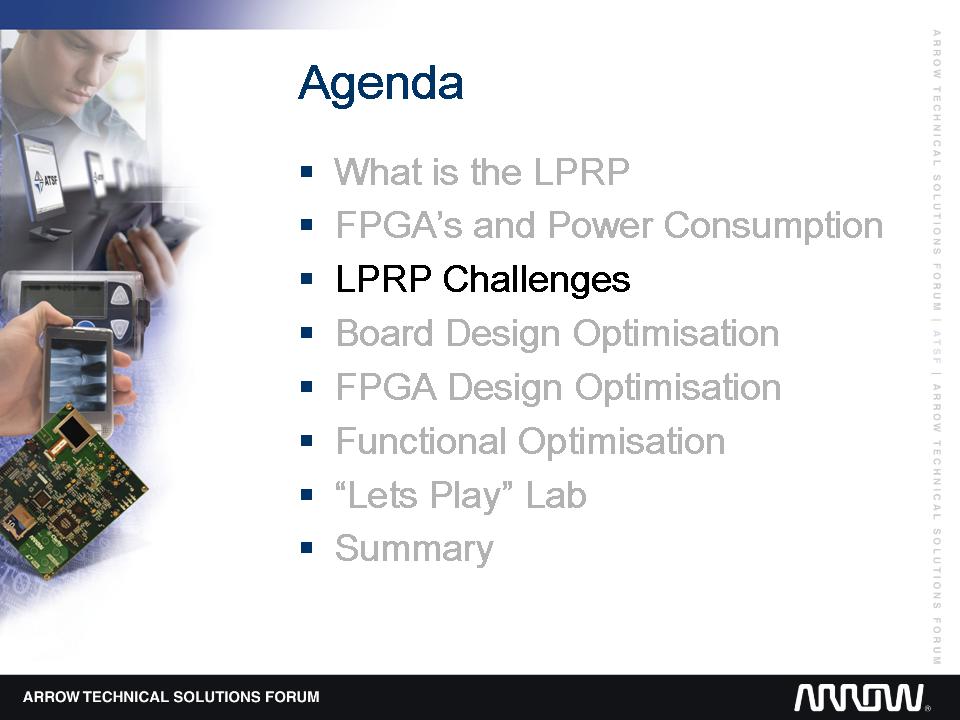 Agenda
What is the LPRP
FPGA’s and Power Consumption
LPRP Challenges
Board Design Optimisation
FPGA Design Optimisation
Functional Optimisation
“Lets Play” Lab
Summary
ATSF
ARROW TECHNICAL SOLUTIONS FORUM | ATSF | ARROW TECHNICAL SOLUTIONS FORUM
ARROW TECHNICAL SOLUTIONS FORUM
ARROW®